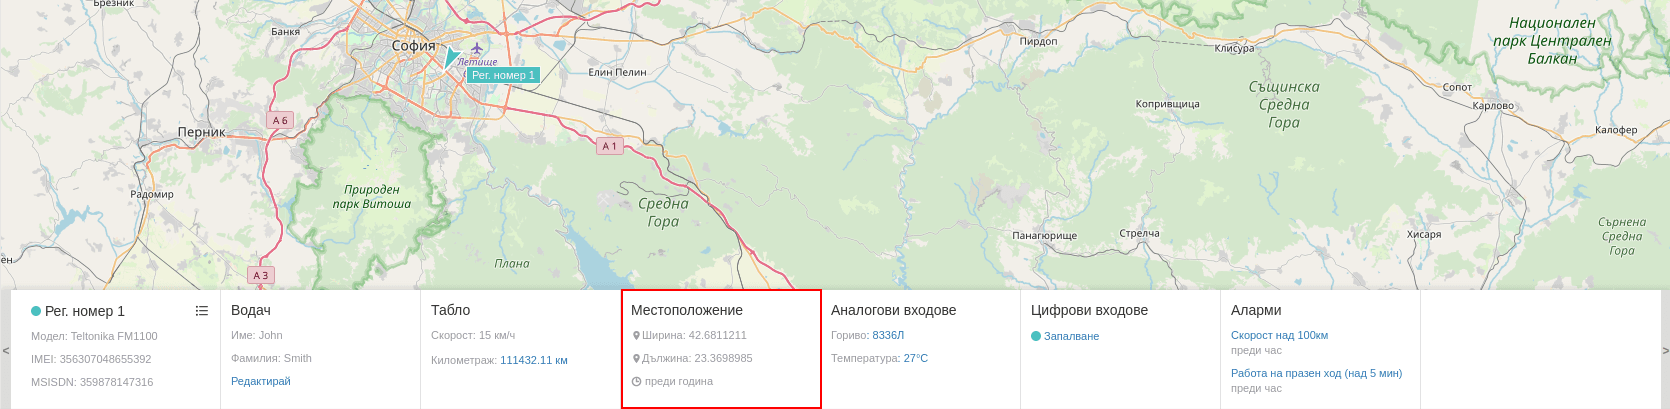 Брезник
Банкя
София
Летище
Рег. номер 1
Елин Пелин
Пирдоп
Клисура
Национален
парк Централен
Балкан
Сопот
Карлово
Калофер
Копривщица
Същинска
Средна
Гора
А 6
Перник
А 1
Радомир
Природен
парк Витоша
Средна
Гора
Панагюрище
Стрелча
Хисаря
Сърнена
Средна
Гора
ен
А 3
Плана
<
Рег. номер 1
Модел: Teltonika FM1100
IMEI: 356307048655392
MSISDN: 359878147316
Водач
Име: John
Фамилия: Smith
Редактирай
Табло
Скорост: 15 км/ч
Километраж: 111432.11 км
Местоположение
Ширина: 42.6811211
Дължина: 23.3698985
преди година
Аналогови входове
Гориво: 8336Л
Температура: 27°C
Цифрови входове
Запалване
Аларми
Скорост над 100км
преди час
Работа на празен ход (над 5 мин)
преди час
>